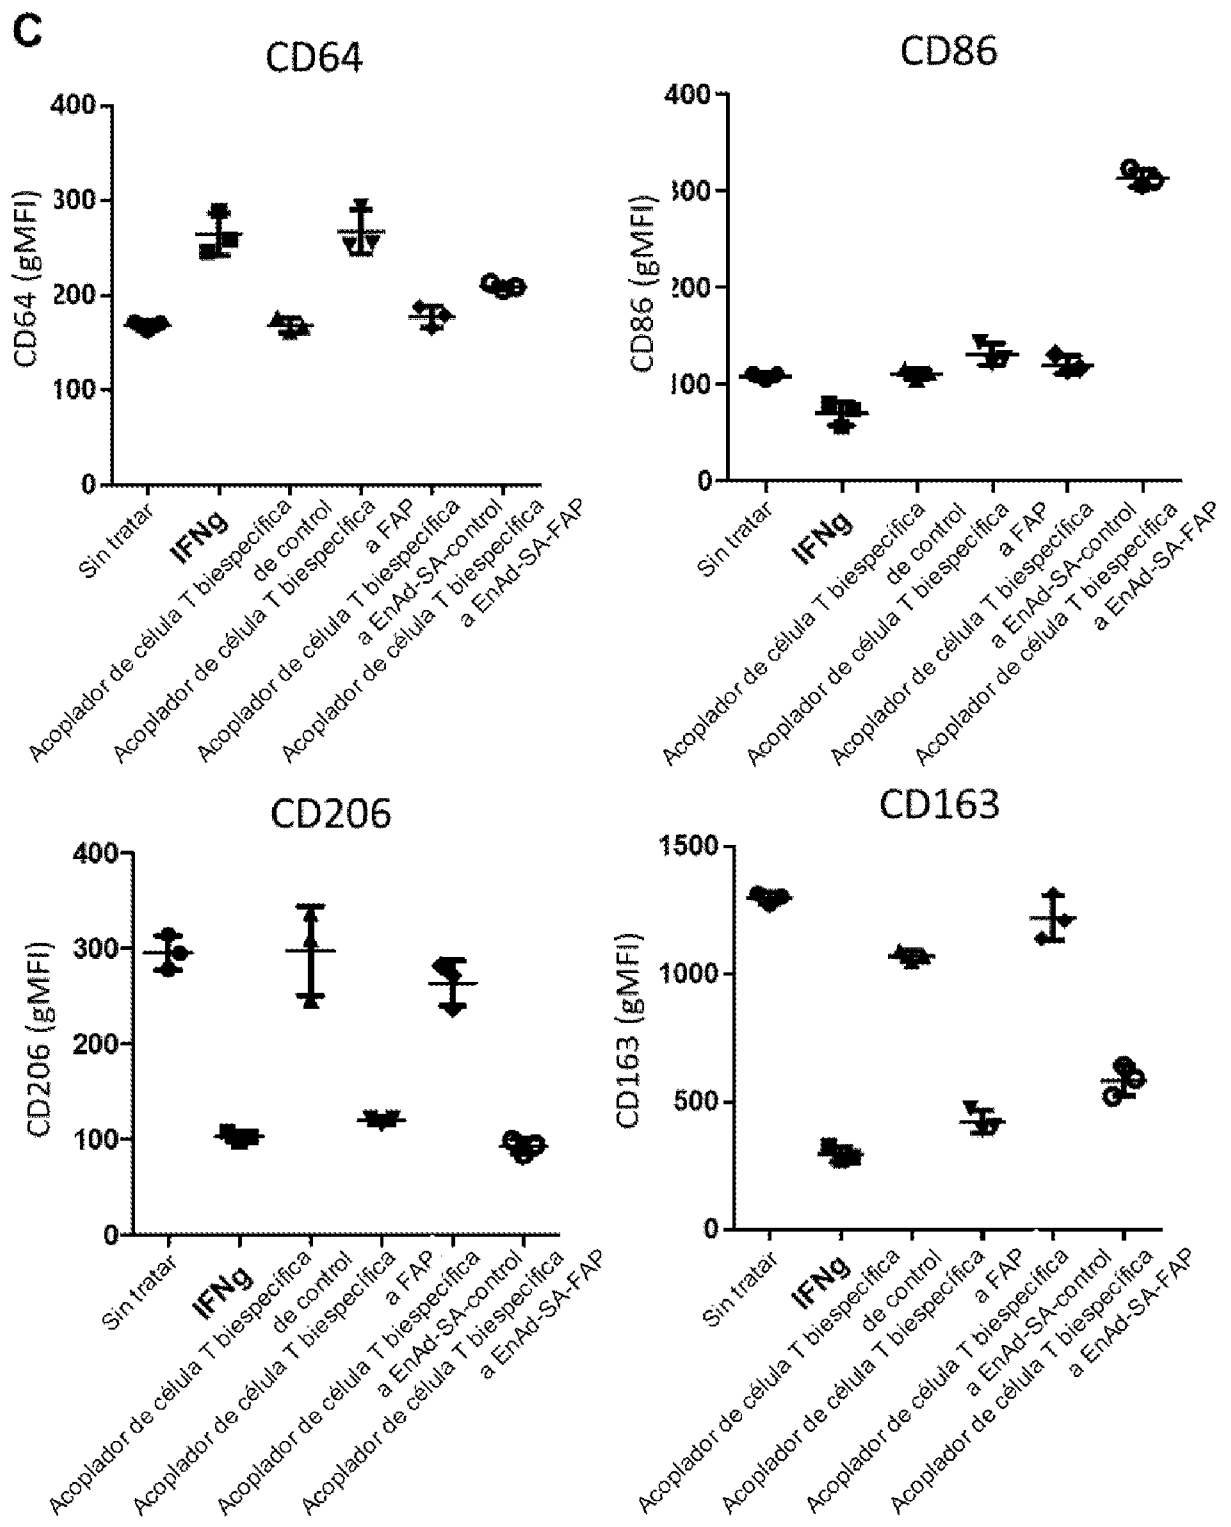 C
CD64
CD64 (gMFI)
400
300
200
100
0
Sin tratar
IFNg
Acoplador de célula T biespecífica
de control
Acoplador de célula T biespecífica
a FAP
Acoplador de célula T biespecífica
a EnAd-SA-control
Acoplador de célula T biespecífica
a EnAd-SA-FAP
CD86
CD86 (gMFI)
400
300
200
100
0
Sin tratar
IFNg
Acoplador de célula T biespecífica
de control
Acoplador de célula T biespecífica
a FAP
Acoplador de célula T biespecífica
a EnAd-SA-control
Acoplador de célula T biespecífica
a EnAd-SA-FAP
CD206
CD206 (gMFI)
400
300
200
100
0
Sin tratar
IFNg
Acoplador de célula T biespecífica
de control
Acoplador de célula T biespecífica
a FAP
Acoplador de célula T biespecífica
a EnAd-SA-control
Acoplador de célula T biespecífica
a EnAd-SA-FAP
CD163
CD163 (gMFI)
1500
1000
500
0
Sin tratar
IFNg
Acoplador de célula T biespecífica
de control
Acoplador de célula T biespecífica
a FAP
Acoplador de célula T biespecífica
a EnAd-SA-control
Acoplador de célula T biespecífica
a EnAd-SA-FAP